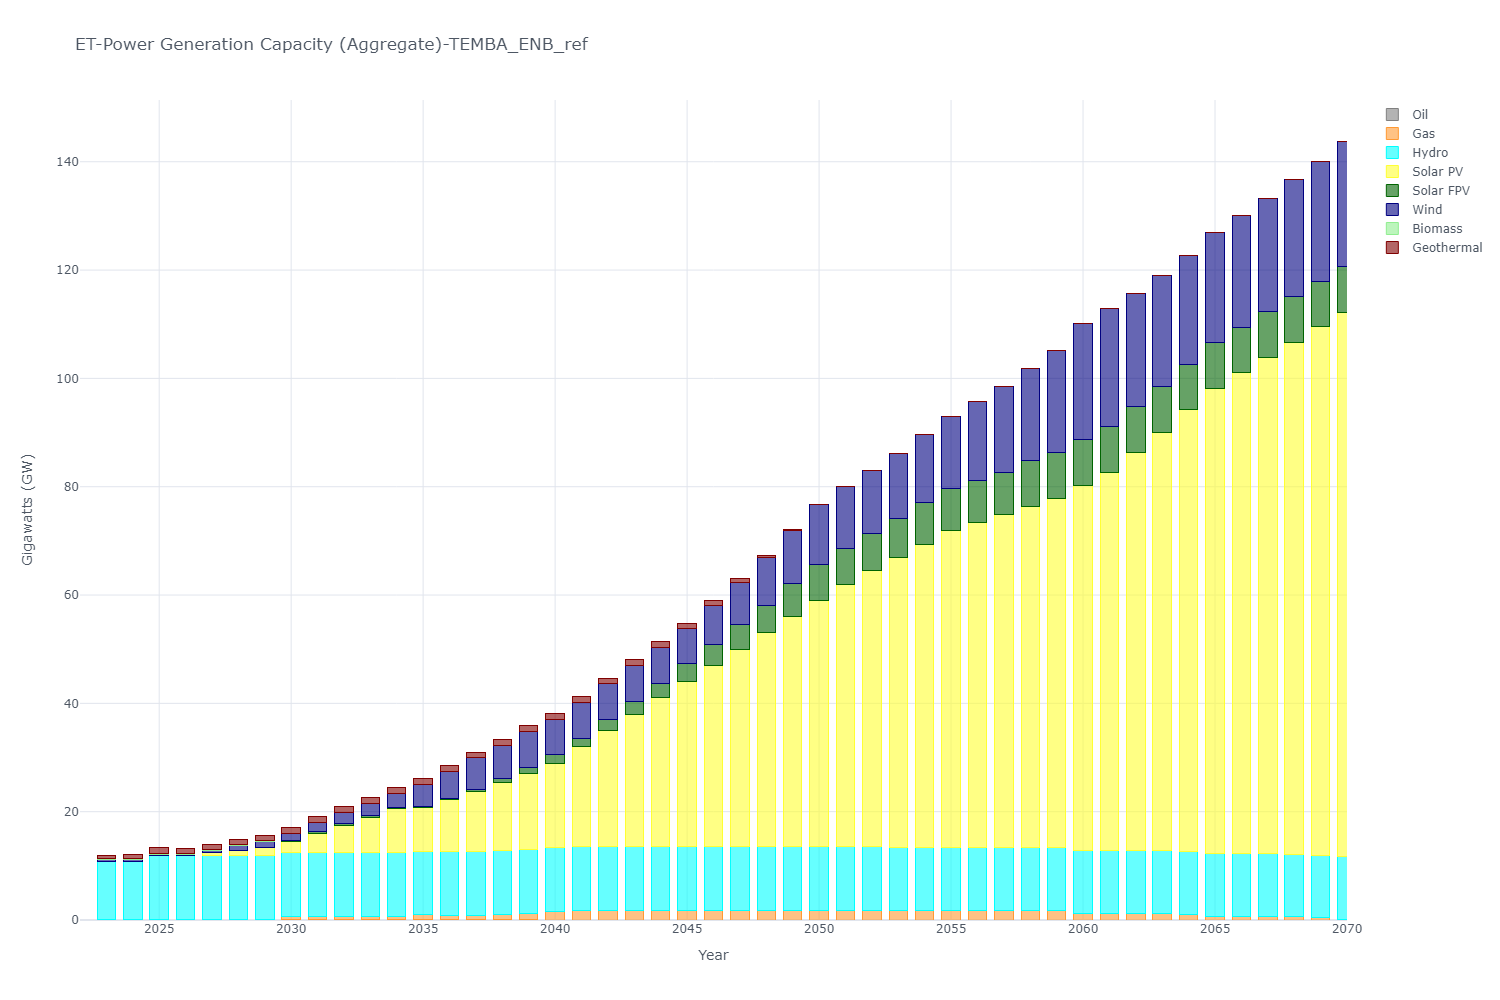 ET-Power Generation Capacity (Aggregate)-TEMBA_ENB_ref
Oil
Gas
Hydro
Solar PV
Solar FPV
Wind
Biomass
Geothermal
140
120
100
80
60
40
20
0
Gigawatts (GW)
2025 2030 2035 2040 2045 2050 2055 2060 2065 2070
Year